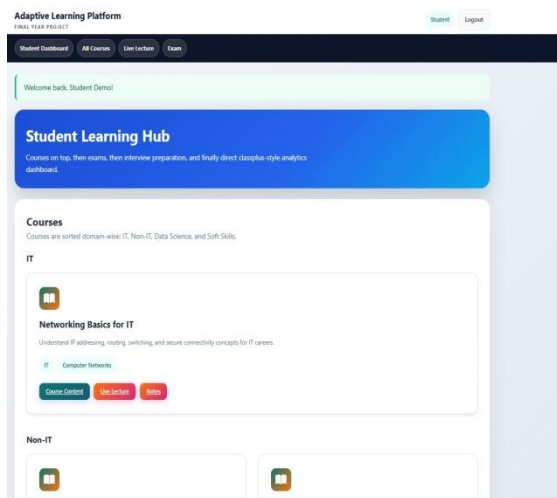 Adaptive Learning Platform
FINAL YEAR PROJECT
Student
Logout
Student Dashboard
All Courses
Live Lecture
Exam
Welcome back, Student Demo!
Student Learning Hub
Courses on top, then exams, then interview preparation, and finally direct classplus-style analytics
dashboard.
Courses
Courses are sorted domain-wise: IT, Non-IT, Data Science, and Soft Skills.
IT
Networking Basics for IT
Understand IP addressing, routing, switching, and secure connectivity concepts for IT careers.
IT
Computer Networks
Course Content
Live Lecture
Notes
Non-IT